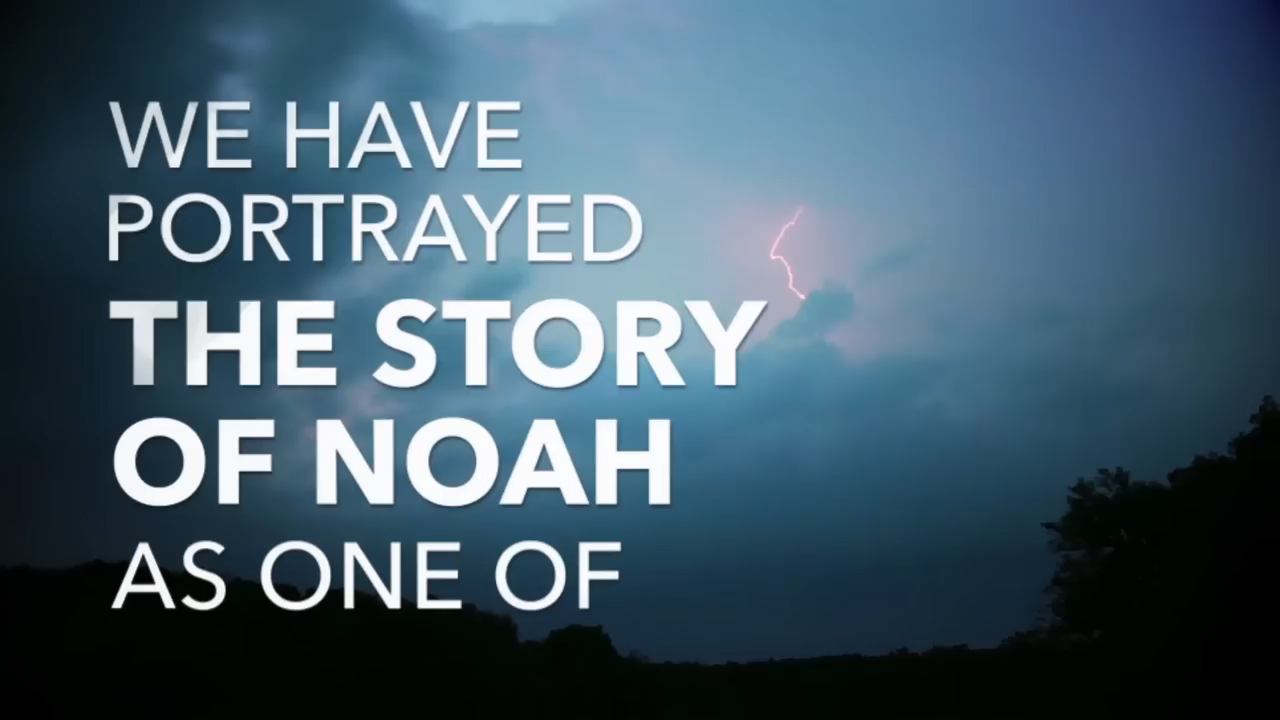 WE HAVE
PORTRAYED
THE STORY
OF NOAH
AS ONE OF